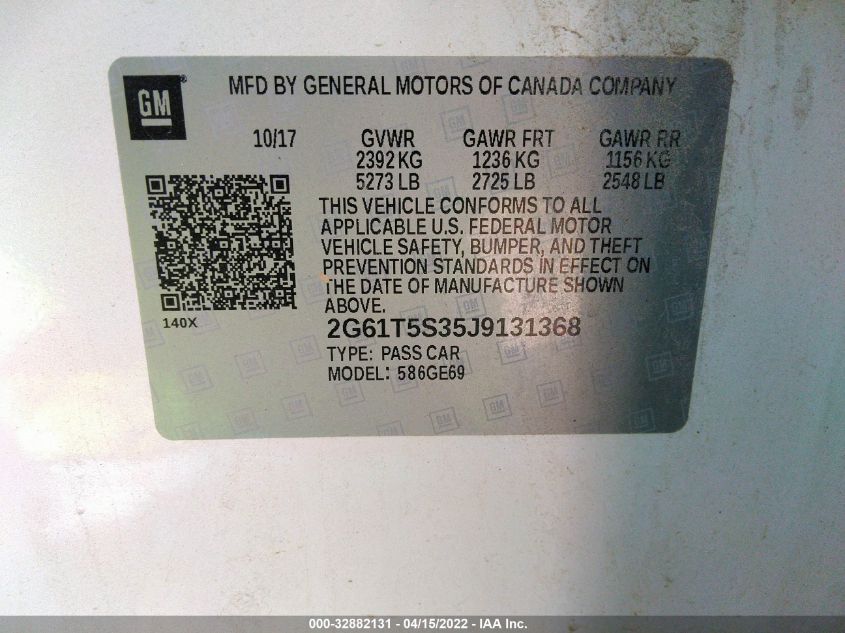 GM
MFD BY GENERAL MOTORS OF CANADA COMPANY
10/17 GVWR GAWR FRT GAWR RR
2392 KG 1236 KG 1156 KG
5273 LB 2725 LB 2548 LB
THIS VEHICLE CONFORMS TO ALL
APPLICABLE U.S. FEDERAL MOTOR
VEHICLE SAFETY, BUMPER, AND THEFT
PREVENTION STANDARDS IN EFFECT ON
THE DATE OF MANUFACTURE SHOWN
ABOVE.
140X
2G61T5S35J9131368
TYPE: PASS CAR
MODEL: 586GE69
000-32882131 - 04/15/2022 - IAA Inc.